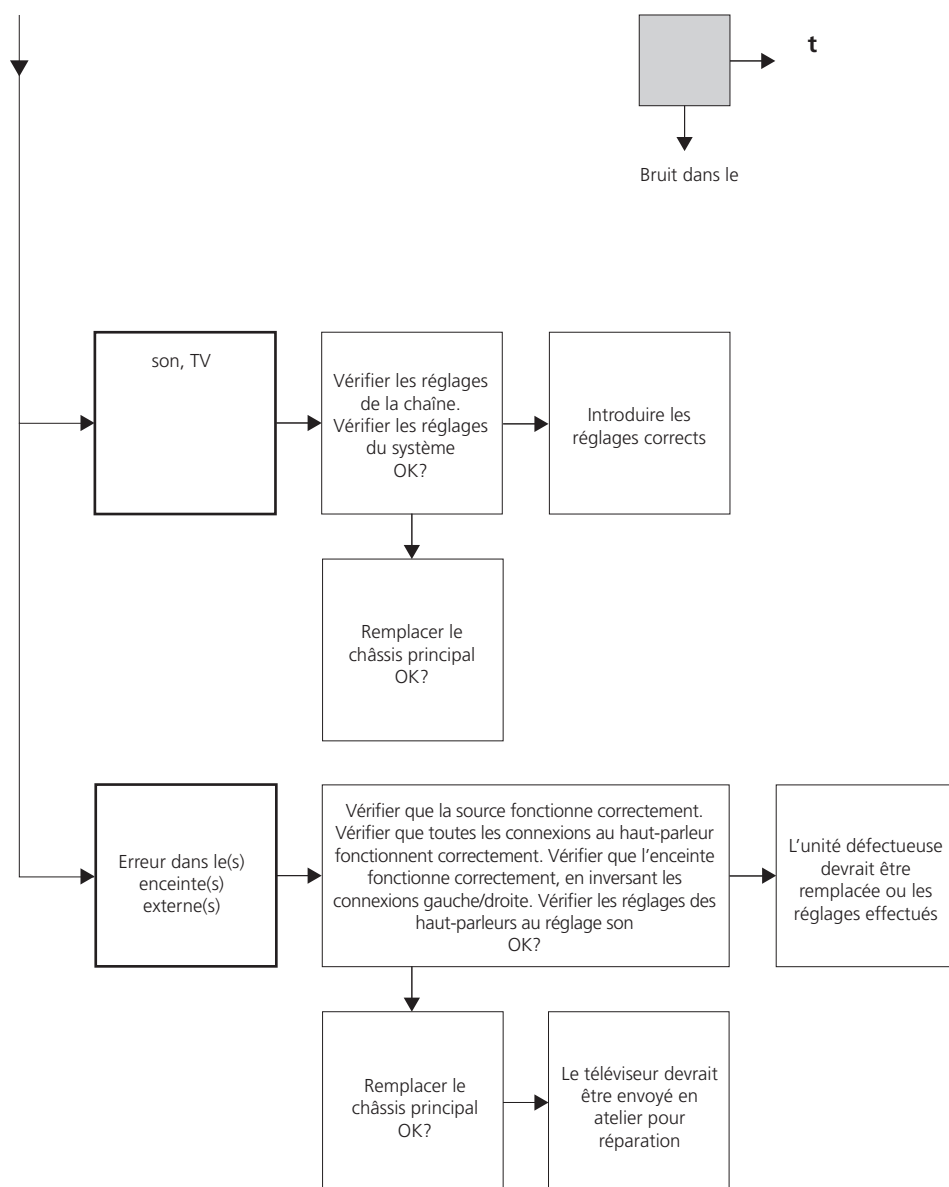 t
Bruit dans le
son, TV
Vérifier les réglages
de la chaîne.
Vérifier les réglages
du système
OK?
Introduire les
réglages corrects
Remplacer le
châssis principal
OK?
Erreur dans le(s)
enceinte(s)
externe(s)
Vérifier que la source fonctionne correctement.
Vérifier que toutes les connexions au haut-parleur
fonctionnent correctement. Vérifier que l’enceinte
fonctionne correctement, en inversant les
connexions gauche/droite. Vérifier les réglages des
haut-parleurs au réglage son
OK?
L’unité défectueuse
devrait être
remplacée ou les
réglages effectués
Remplacer le
châssis principal
OK?
Le téléviseur devrait
être envoyé en
atelier pour
réparation